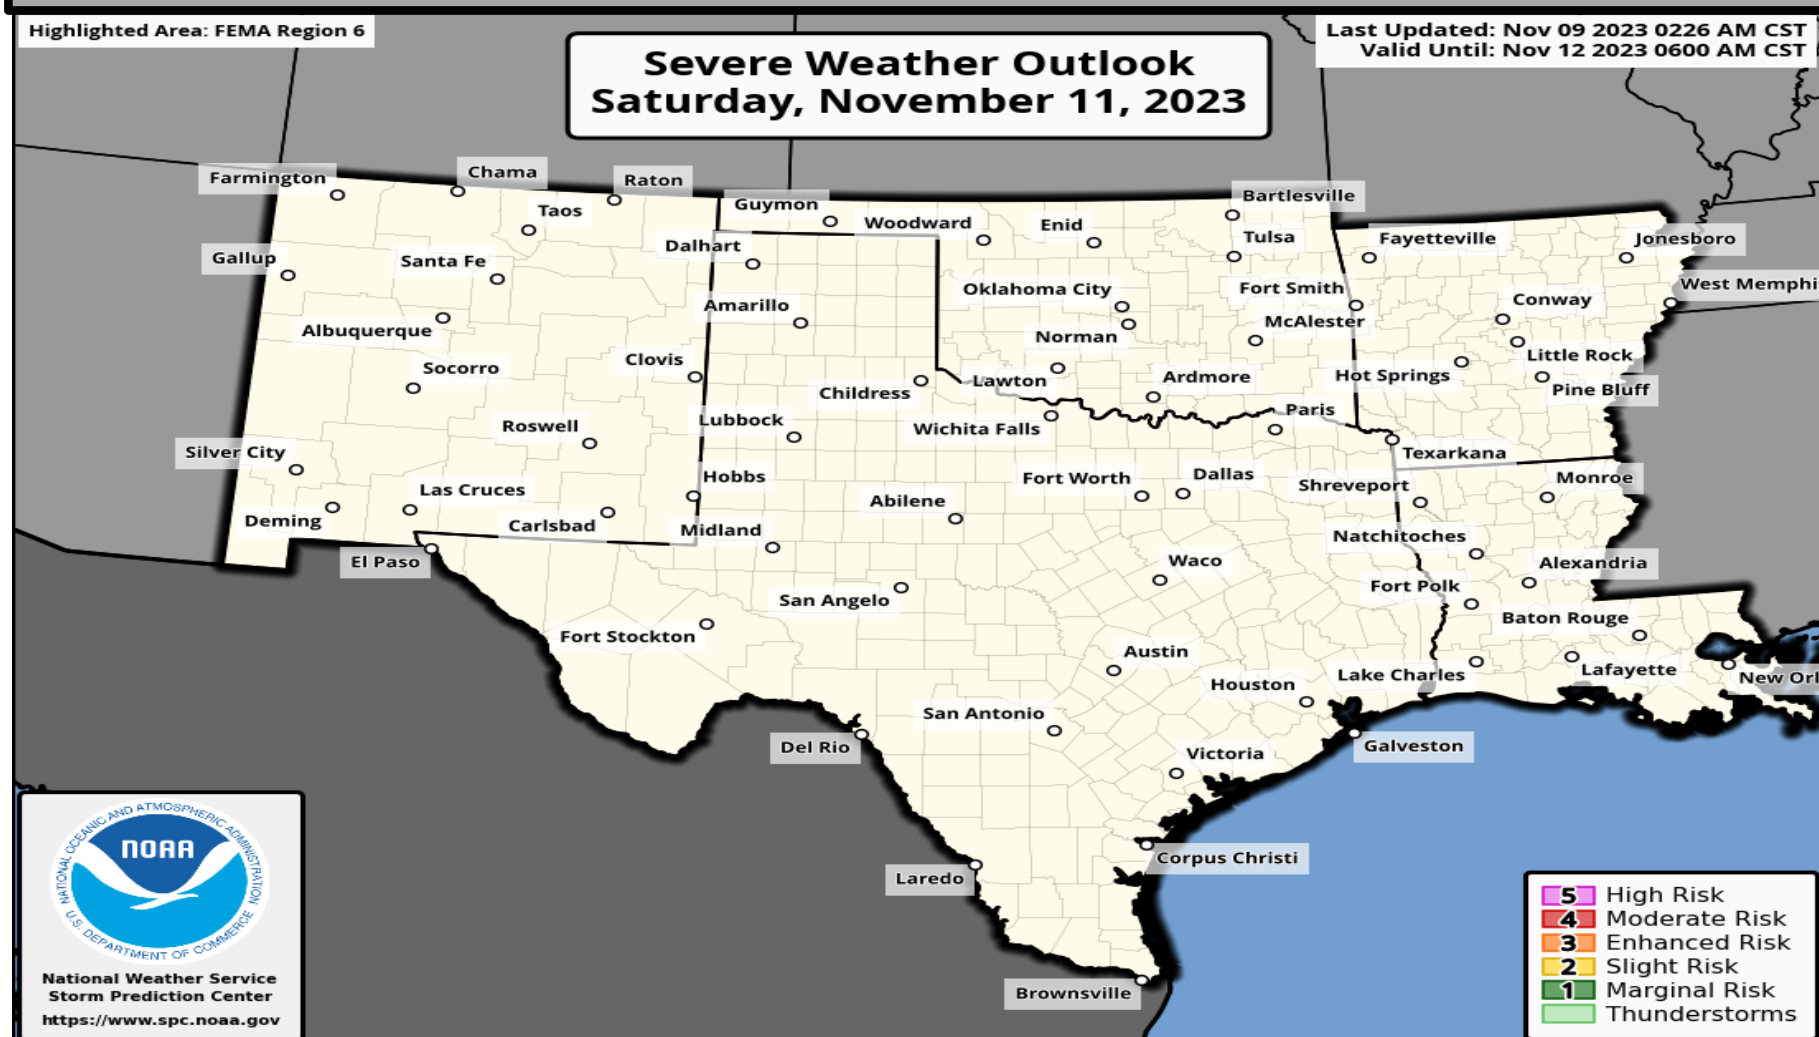 Highlighted Area: FEMA Region 6
Last Updated: Nov 09 2023 0226 AM CST
Valid Until: Nov 12 2023 0600 AM CST
Severe Weather Outlook
Saturday, November 11, 2023
Farmington
Chama
Raton
Taos
Guymon
Woodward
Enid
Bartlesville
Tulsa
Fayetteville
Jonesboro
Gallup
Santa Fe
Dalhart
Amarillo
Oklahoma City
Fort Smith
West Memphi
Conway
Albuquerque
Norman
McAlester
Little Rock
Socorro
Clovis
Childress
Lawton
Ardmore
Hot Springs
Pine Bluff
Roswell
Lubbock
Wichita Falls
Paris
Texarkana
Silver City
Las Cruces
Hobbs
Fort Worth
Dallas
Shreveport
Monroe
Deming
Carlsbad
Midland
Abilene
Natchitoches
El Paso
Waco
Alexandria
San Angelo
Fort Polk
Fort Stockton
Baton Rouge
Austin
Lake Charles
Lafayette
New Orl
Houston
San Antonio
Del Rio
Victoria
Galveston
Corpus Christi
Laredo
Brownsville
NATIONAL OCEANIC AND ATMOSPHERIC ADMINISTRATION
NOAA
U.S. DEPARTMENT OF COMMERCE
National Weather Service
Storm Prediction Center
https://www.spc.noaa.gov
5 High Risk
4 Moderate Risk
3 Enhanced Risk
2 Slight Risk
1 Marginal Risk
Thunderstorms